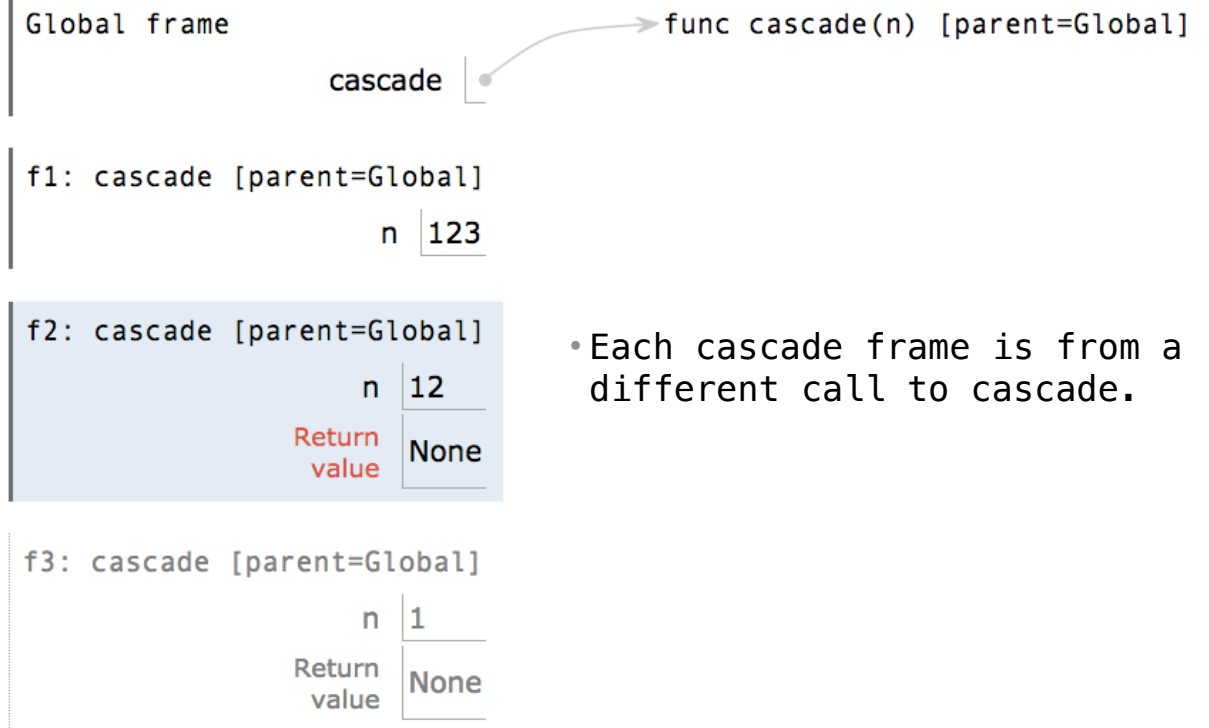 Global frame
func cascade(n) [parent=Global]
cascade
f1: cascade [parent=Global]
n 123
f2: cascade [parent=Global]
n 12
Return
value
None
• Each cascade frame is from a
different call to cascade.
f3: cascade [parent=Global]
n 1
Return
value
None